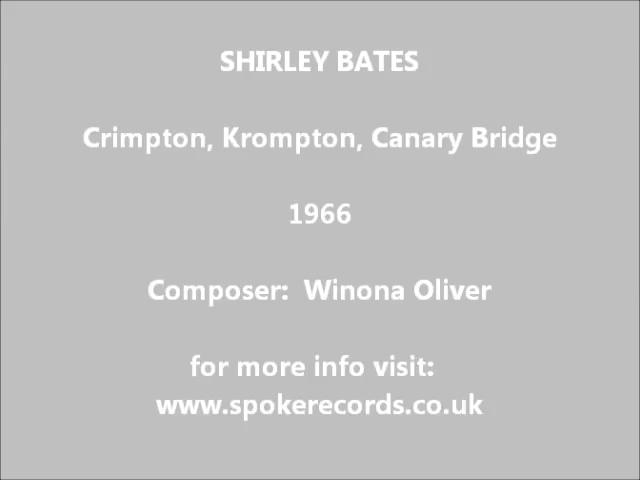 SHIRLEY BATES
Crimpton, Krompton, Canary Bridge
1966
Composer:  Winona Oliver
for more info visit:
www.spokerecords.co.uk